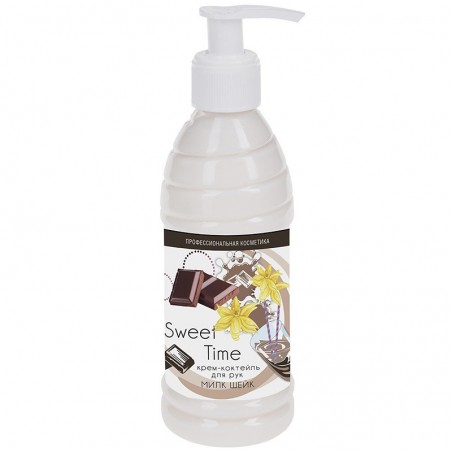 ПРОФЕССИОНАЛЬНАЯ КОСМЕТИКА
Sweet
Time
крем-коктейль
для рук
МИЛК ШЕЙК